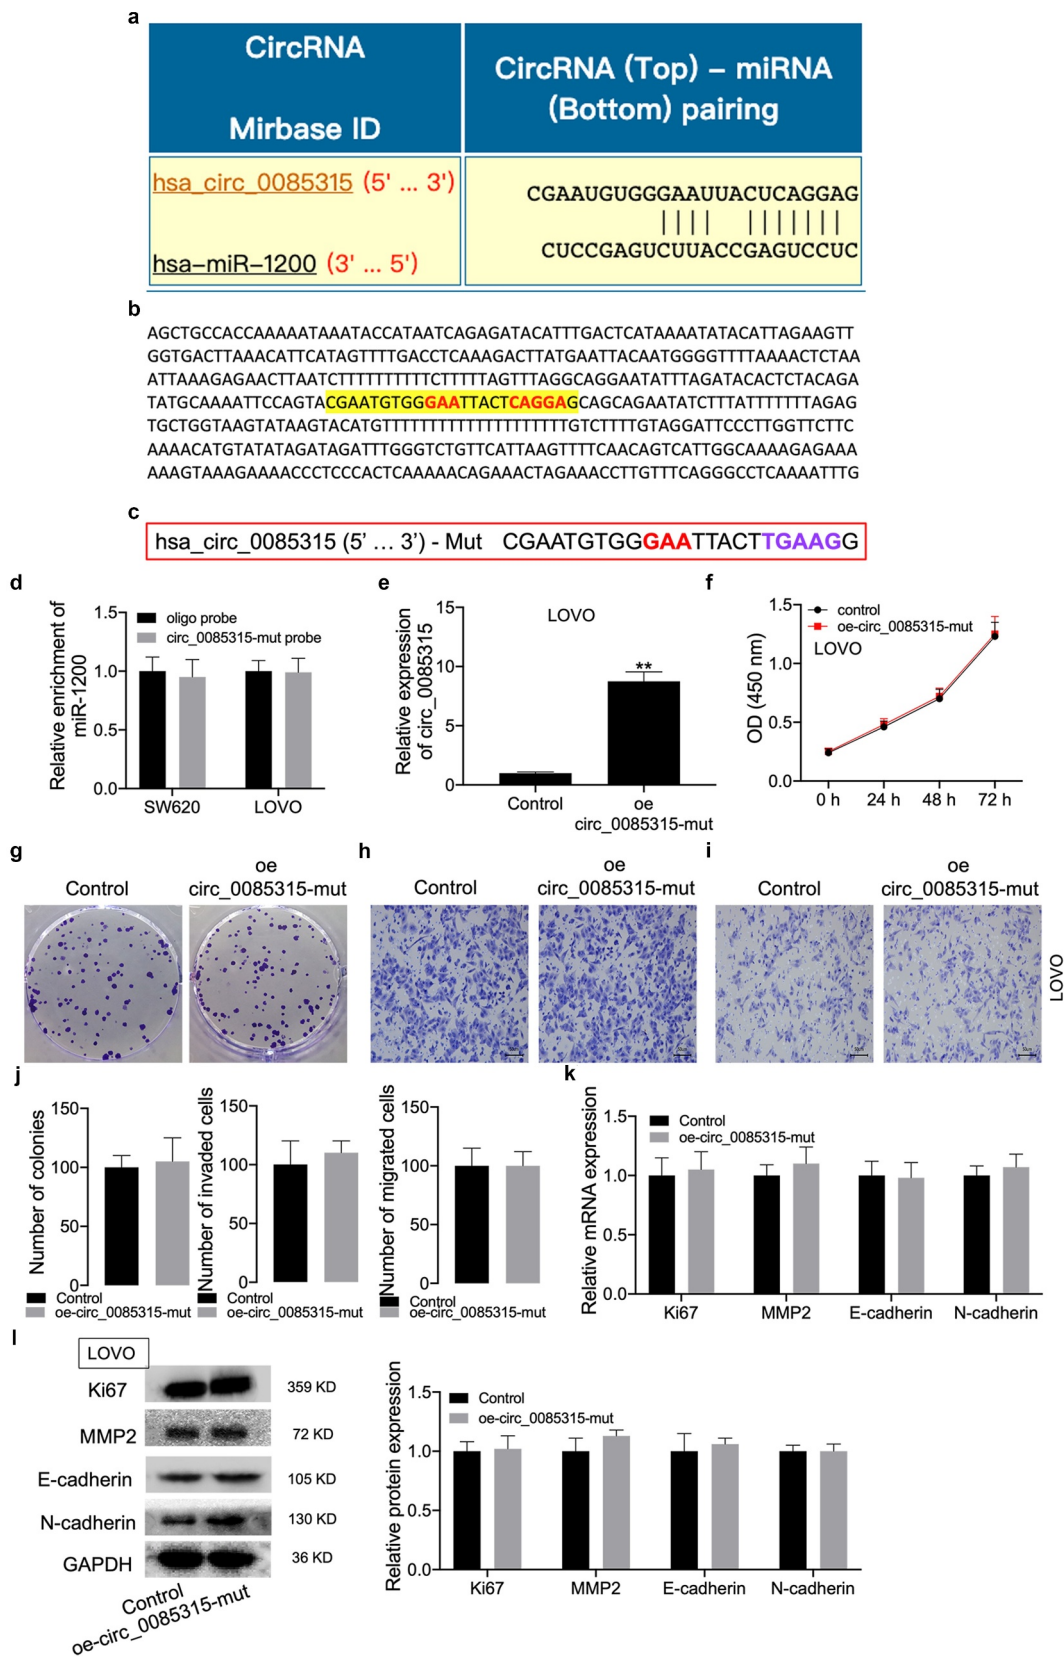 a
CircRNA
Mirbase ID
CircRNA (Top) – miRNA
(Bottom) pairing
hsa_circ_0085315 (5' ... 3')
CGAAUGUGGGAAUUACUCAGGAG
hsa–miR–1200 (3' ... 5')
CUCCGAGUCUUACCGAGUCCUC
b
AGCTGCCACCAAAAATAAATACCATAATCAGAGATACATTTGACTCATAAAATATACATTAGAAGTT
GGTGACTTAAACATTCATAGTTTTGACCTCAAAGACTTATGAATTACAATGGGGTTTTAAAACTCTAA
ATTAAAGAGAACTTAATCTTTTTTTTTTCTTTTTAGTTTAGGCAGGAATATTTAGATACACTCTACAGA
TATGCAAAATTCCAGTACGAATGTGGGAATTACTCAGGAGCAGCAGAATATCTTTATTTTTTTAGAG
TGCTGGTAAGTATAAGTACATGTTTTTTTTTTTTTTTTTTTTTGTCTTTTGTAGGATTCCCTTGGTTCTTC
AAAACATGTATATAGATAGATTTGGGTCTGTTCATTAAGTTTTCAACAGTCATTGGCAAAAGAGAAA
AAAGTAAAGAAAACCCTCCCACTCAAAAACAGAAACTAGAAACCTTGTTTCAGGGCCTCAAAATTTG
c
hsa_circ_0085315 (5' ... 3') - Mut CGAATGTGGGAATTACTTGAAGG
d
Relative enrichment of
miR-1200
1.5
1.0
0.5
0.0
oligo probe
circ_0085315-mut probe
SW620
LOVO
e
Relative expression
of circ_0085315
15
10
5
0
LOVO
**
Control
oe
circ_0085315-mut
f
OD (450 nm)
1.5
1.0
0.5
0.0
control
oe-circ_0085315-mut
LOVO
0 h
24 h
48 h
72 h
g
Control
oe
circ_0085315-mut
h
Control
oe
circ_0085315-mut
i
Control
oe
circ_0085315-mut
LOVO
j
Number of colonies
150
100
50
0
Control
oe-circ_0085315-mut
Number of invaded cells
150
100
50
0
Control
oe-circ_0085315-mut
Number of migrated cells
150
100
50
0
Control
oe-circ_0085315-mut
k
Relative mRNA expression
1.5
1.0
0.5
0.0
Control
oe-circ_0085315-mut
Ki67
MMP2
E-cadherin
N-cadherin
l
LOVO
Ki67
359 KD
MMP2
72 KD
E-cadherin
105 KD
N-cadherin
130 KD
GAPDH
36 KD
Control
oe-circ_0085315-mut
Relative protein expression
1.5
1.0
0.5
0.0
Control
oe-circ_0085315-mut
Ki67
MMP2
E-cadherin
N-cadherin